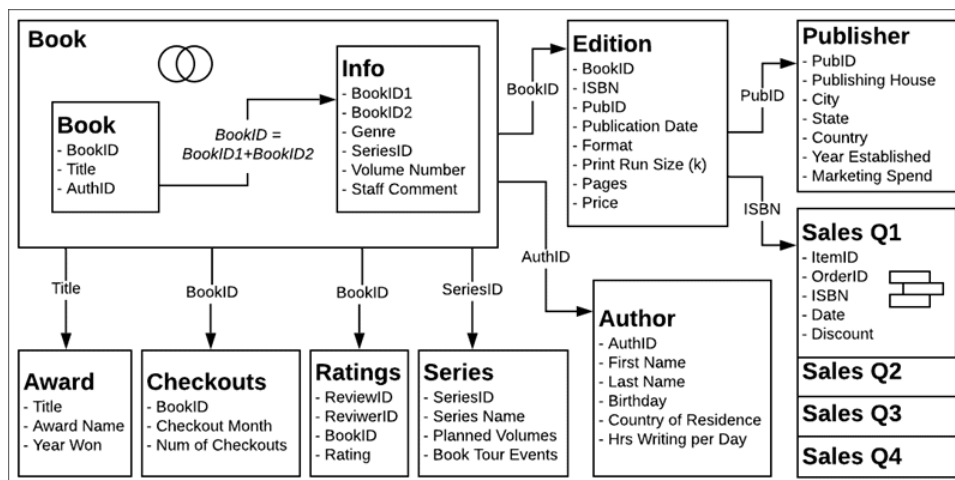 Book
Book
- BookID
- Title
- AuthID
BookID =
BookID1+BookID2
Info
- BookID1
- BookID2
- Genre
- SeriesID
- Volume Number
- Staff Comment
BookID
Edition
- BookID
- ISBN
- PubID
- Publication Date
- Format
- Print Run Size (k)
- Pages
- Price
PubID
ISBN
Publisher
- PubID
- Publishing House
- City
- State
- Country
- Year Established
- Marketing Spend
Sales Q1
- ItemID
- OrderID
- ISBN
- Date
- Discount
Sales Q2
Sales Q3
Sales Q4
Title
BookID
BookID
SeriesID
AuthID
Award
- Title
- Award Name
- Year Won
Checkouts
- BookID
- Checkout Month
- Num of Checkouts
Ratings
- ReviewID
- ReviwerID
- BookID
- Rating
Series
- SeriesID
- Series Name
- Planned Volumes
- Book Tour Events
Author
- AuthID
- First Name
- Last Name
- Birthday
- Country of Residence
- Hrs Writing per Day